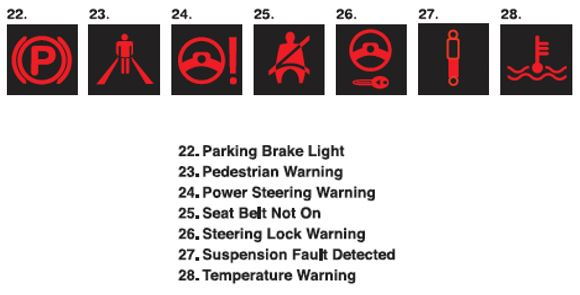 22. 23. 24. 25. 26. 27. 28.
P !
22. Parking Brake Light
23. Pedestrian Warning
24. Power Steering Warning
25. Seat Belt Not On
26. Steering Lock Warning
27. Suspension Fault Detected
28. Temperature Warning